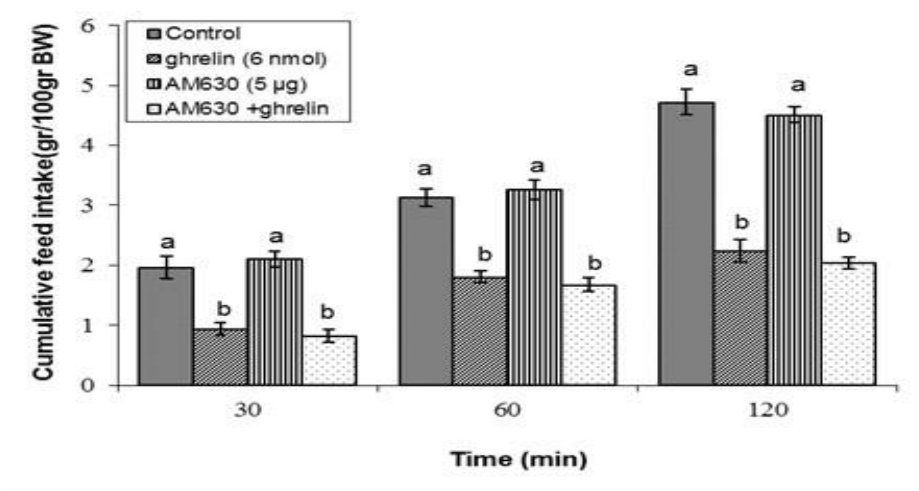 Cumulative feed intake(gr/100gr BW)
6
5
4
3
2
1
0
Control
ghrelin (6 nmol)
AM630 (5 µg)
AM630 +ghrelin
a
b
a
b
a
b
a
b
a
b
a
b
30
60
120
Time (min)